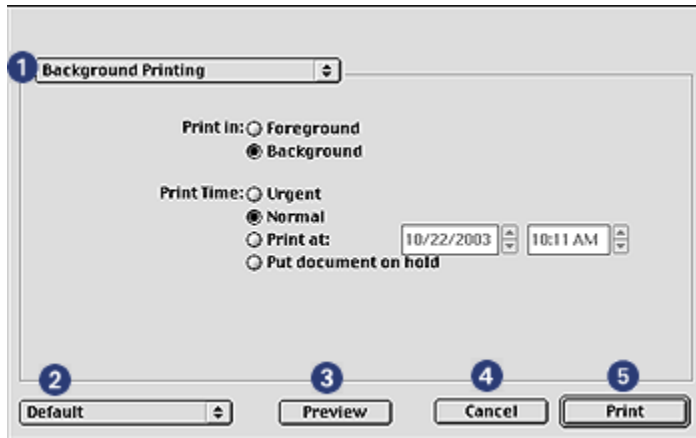 1 Background Printing
Print in: Foreground
Background
Print Time: Urgent
Normal
Print at: 10/22/2003 10:11 AM
Put document on hold
2 3 4 5
Default Preview Cancel Print